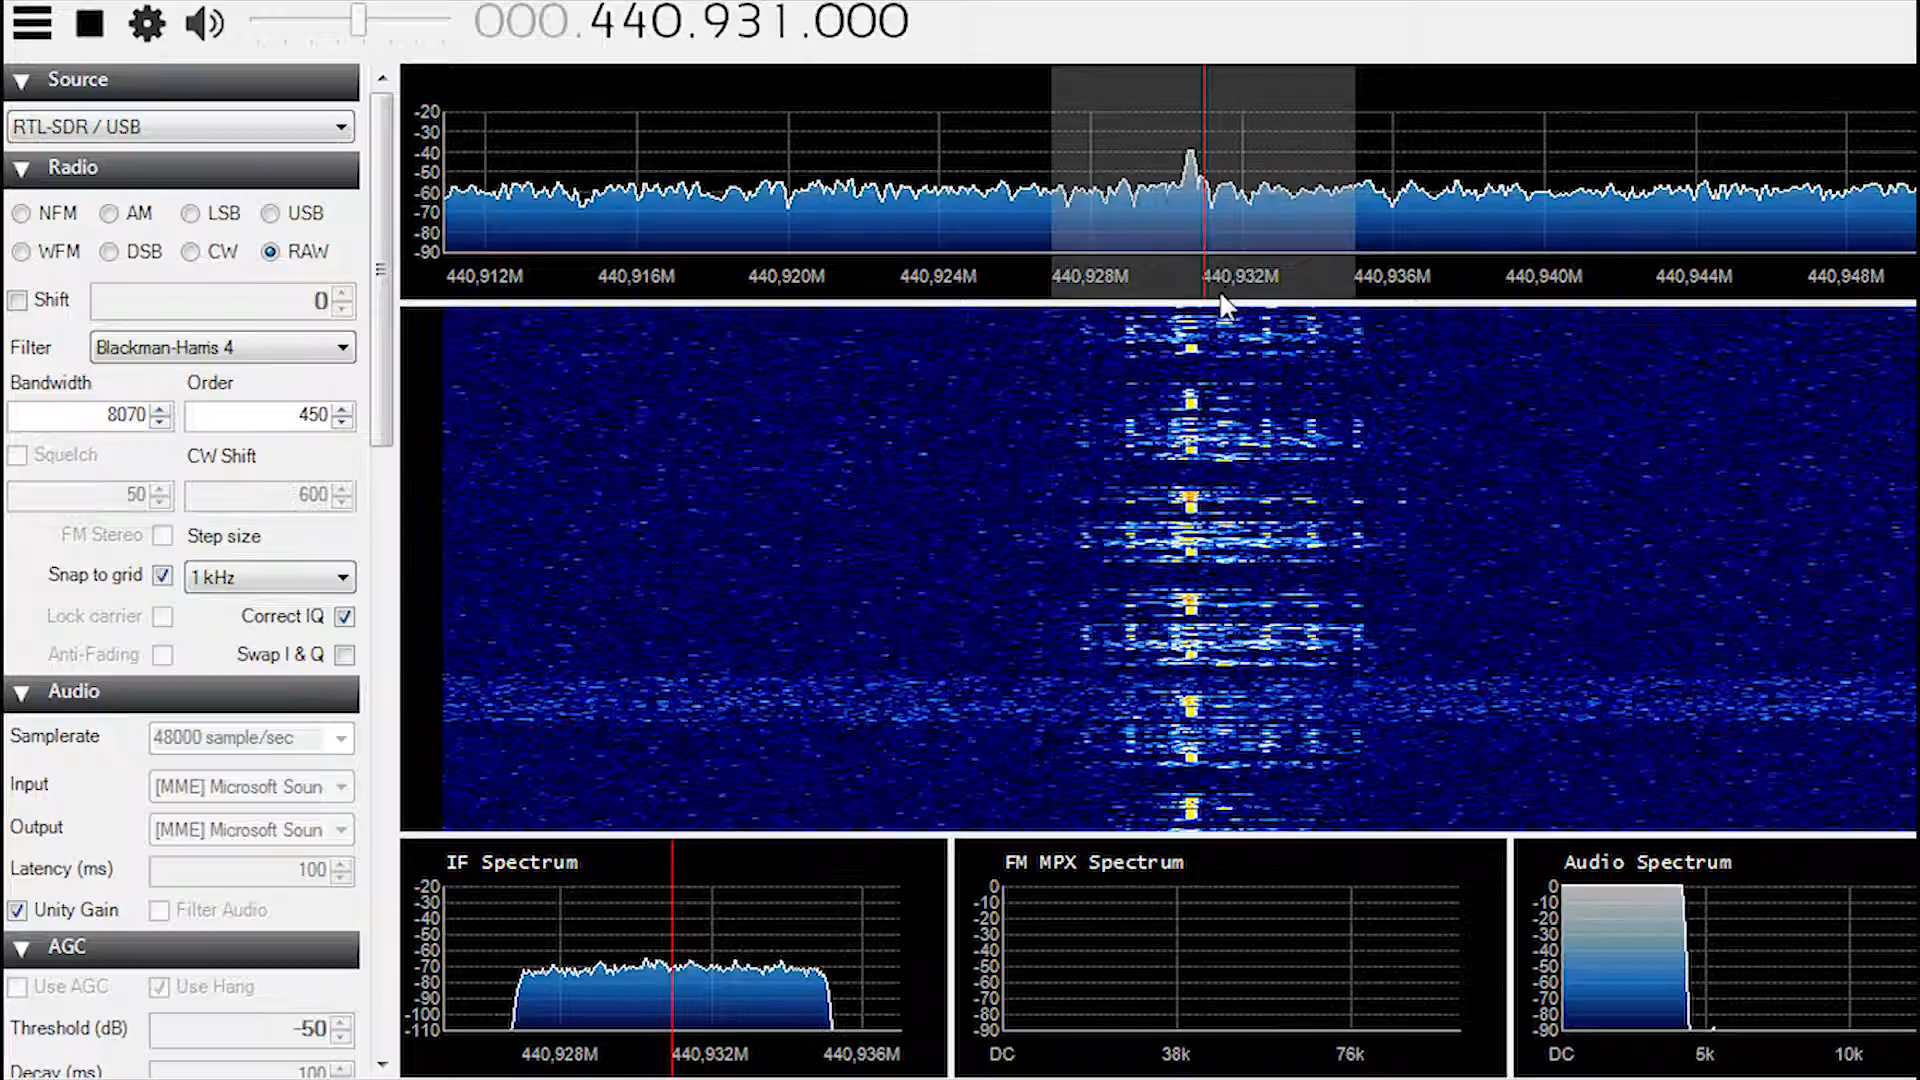 000.440.931.000
Source
RTL-SDR / USB
Radio
NFM AM LSB USB
WFM DSB CW RAW
Shift 0
Filter Blackman-Harris 4
Bandwidth Order
8070 450
Squelch CW Shift
50 600
FM Stereo Step size
Snap to grid 1 kHz
Lock carrier Correct IQ
Anti-Fading Swap I & Q
Audio
Samplerate 48000 sample/sec
Input [MME] Microsoft Soun
Output [MME] Microsoft Soun
Latency (ms) 100
Unity Gain Filter Audio
AGC
Use AGC Use Hang
Threshold (dB) -50
Decay (ms) 100
-20
-30
-40
-50
-60
-70
-80
-90
440,912M 440,916M 440,920M 440,924M 440,928M 440,932M 440,936M 440,940M 440,944M 440,948M
IF Spectrum
-20
-30
-40
-50
-60
-70
-80
-90
-100
-110
440,928M 440,932M 440,936M
FM MPX Spectrum
0
-10
-20
-30
-40
-50
-60
-70
-80
-90
DC 38k 76k
Audio Spectrum
0
-10
-20
-30
-40
-50
-60
-70
-80
-90
DC 5k 10k